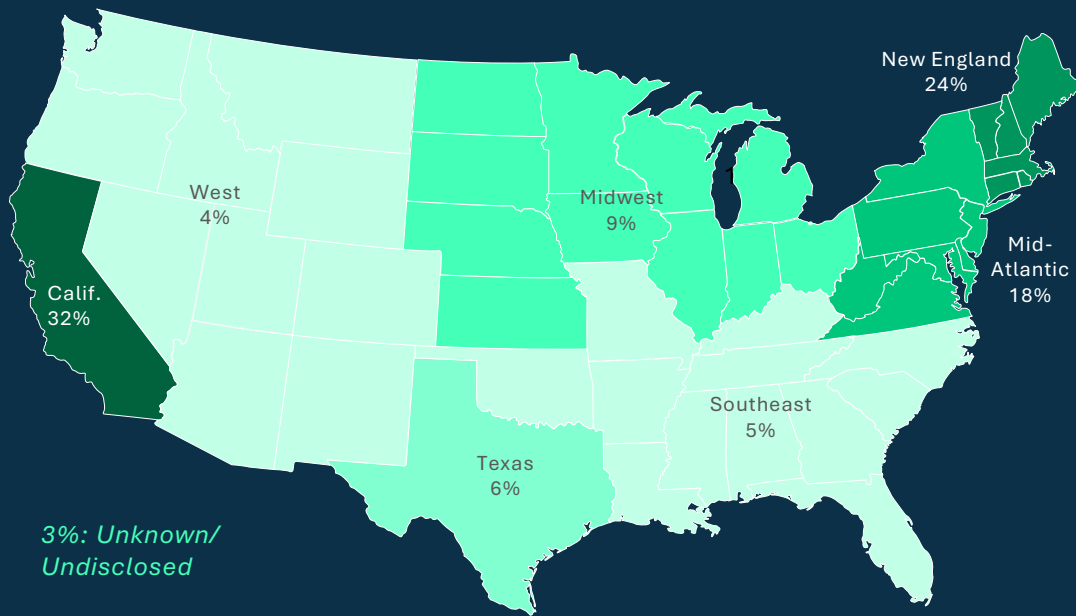 New England
24%
West
4%
Midwest
9%
1
Mid-
Atlantic
18%
Calif.
32%
Southeast
5%
Texas
6%
3%: Unknown/
Undisclosed